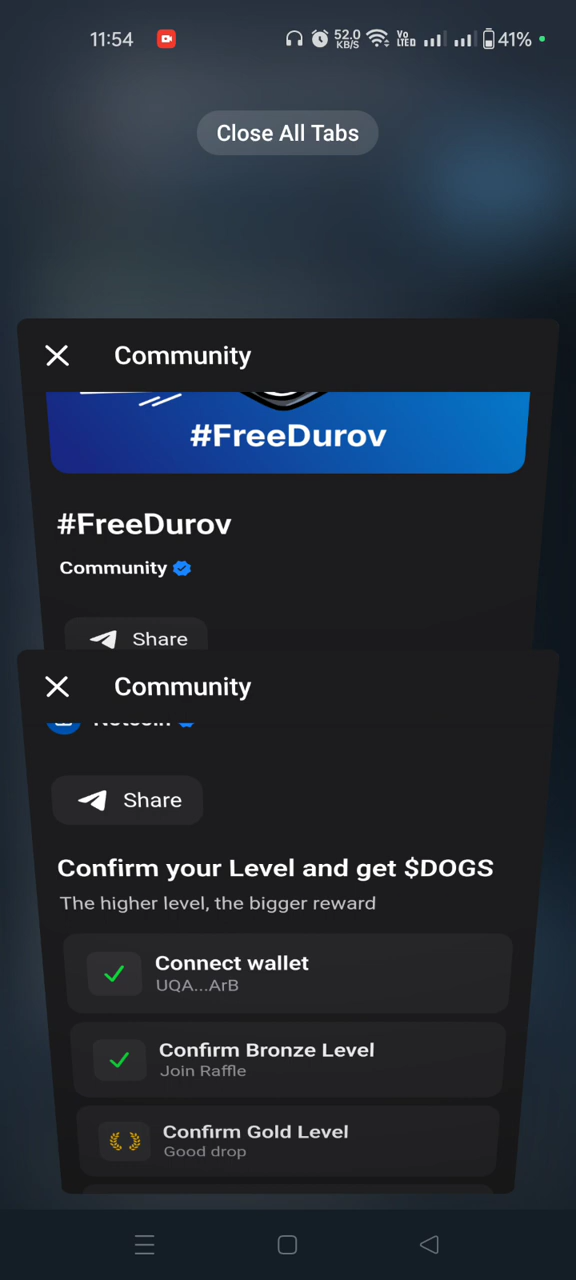 11:54
52.0
KB/S
Vo
LTED
41%
Close All Tabs
Community
#FreeDurov
#FreeDurov
Community
Share
Community
Share
Confirm your Level and get $DOGS
The higher level, the bigger reward
Connect wallet
UQA...ArB
Confirm Bronze Level
Join Raffle
Confirm Gold Level
Good drop